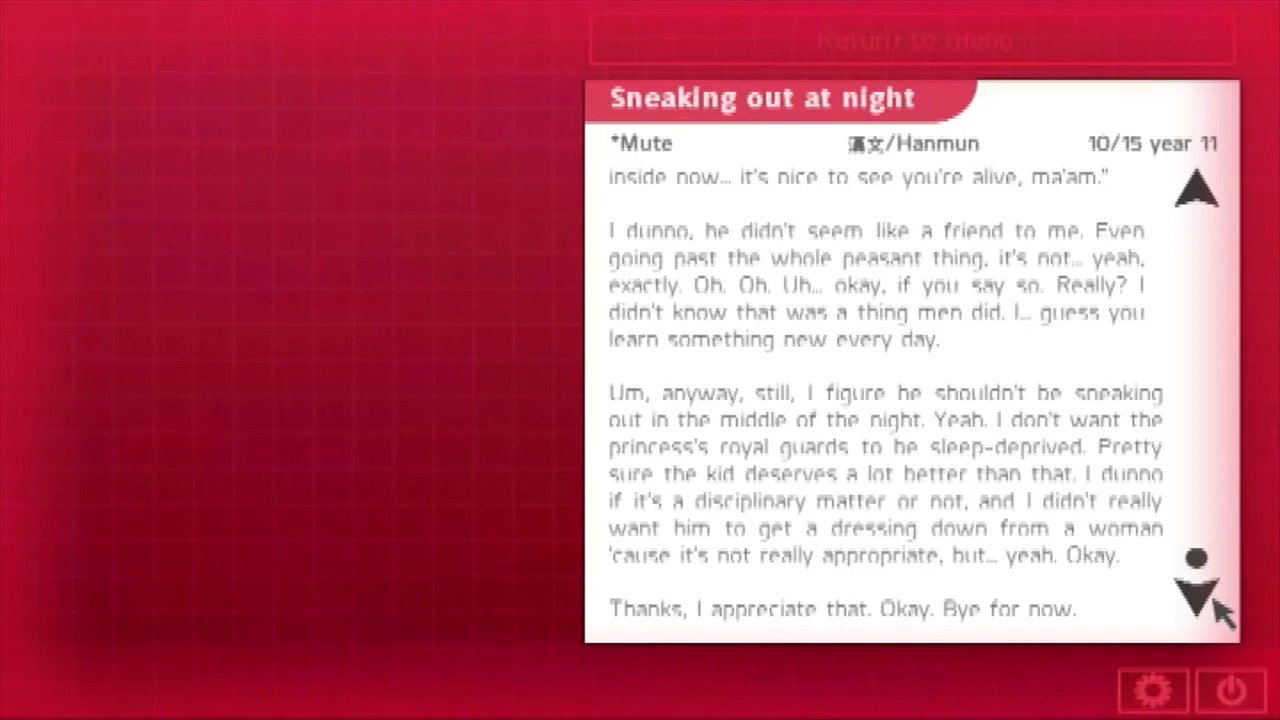 Return to menu
Sneaking out at night
*Mute 漢文/Hanmun 10/15 year 11
inside now... it's nice to see you're alive, ma'am."
I dunno, he didn't seem like a friend to me. Even
going past the whole peasant thing, it's not... yeah,
exactly. Oh. Oh. Uh... okay, if you say so. Really? I
didn't know that was a thing men did. I... guess you
learn something new every day.
Um, anyway, still, I figure he shouldn't be sneaking
out in the middle of the night. Yeah. I don't want the
princess's royal guards to be sleep-deprived. Pretty
sure the kid deserves a lot better than that. I dunno
if it's a disciplinary matter or not, and I didn't really
want him to get a dressing down from a woman
'cause it's not really appropriate, but... yeah. Okay.
Thanks, I appreciate that. Okay. Bye for now.